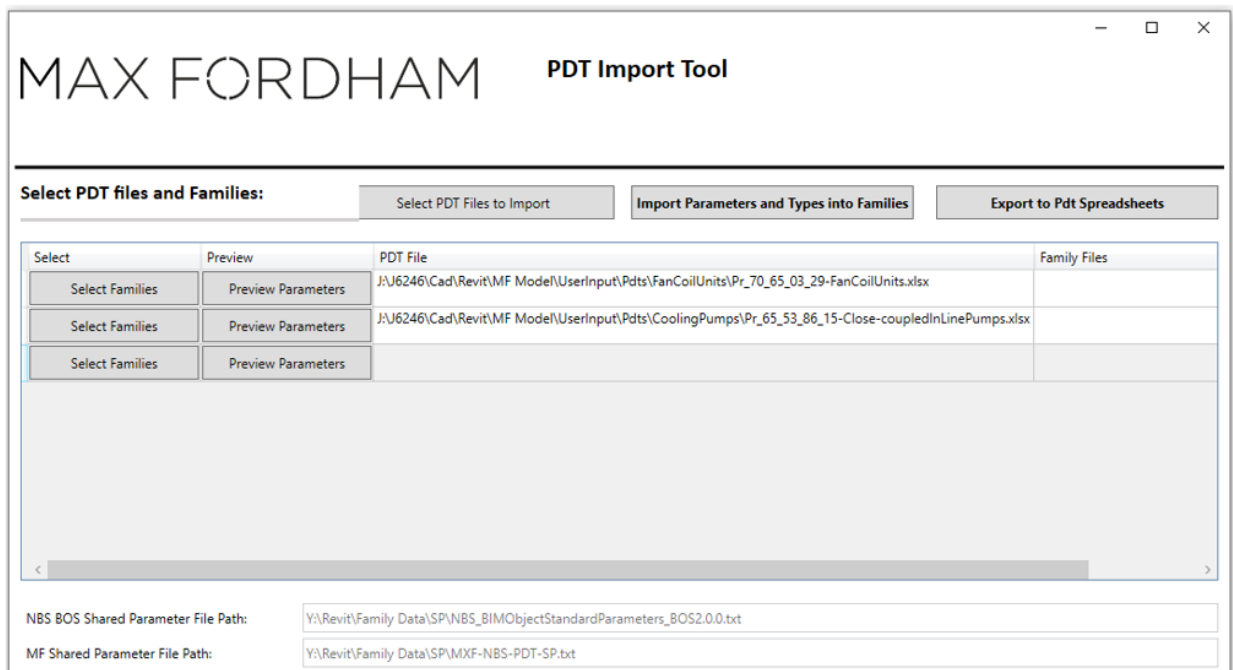 MAX FORDHAM
PDT Import Tool
Select PDT files and Families:
Select PDT Files to Import
Import Parameters and Types into Families
Export to Pdt Spreadsheets
Select Preview PDT File Family Files
Select Families Preview Parameters J:\J6246\Cad\Revit\MF Model\UserInput\Pdts\FanCoilUnits\Pr_70_65_03_29-FanCoilUnits.xlsx
Select Families Preview Parameters J:\J6246\Cad\Revit\MF Model\UserInput\Pdts\CoolingPumps\Pr_65_53_86_15-Close-coupledInLinePumps.xlsx
Select Families Preview Parameters
NBS BOS Shared Parameter File Path: Y:\Revit\Family Data\SP\NBS_BIMObjectStandardParameters_BOS2.0.0.txt
MF Shared Parameter File Path: Y:\Revit\Family Data\SP\MXF-NBS-PDT-SP.txt